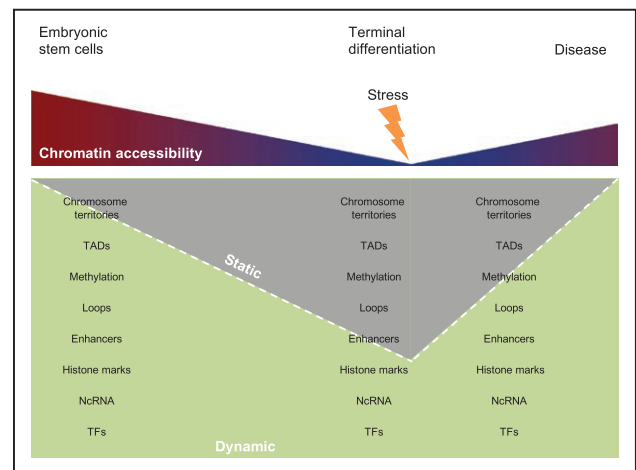 Embryonic
stem cells
Terminal
differentiation
Disease
Stress
Chromatin accessibility
Chromosome
territories
TADs
Methylation
Loops
Enhancers
Histone marks
NcRNA
TFs
Static
Chromosome
territories
TADs
Methylation
Loops
Enhancers
Histone marks
NcRNA
TFs
Chromosome
territories
TADs
Methylation
Loops
Enhancers
Histone marks
NcRNA
TFs
Dynamic